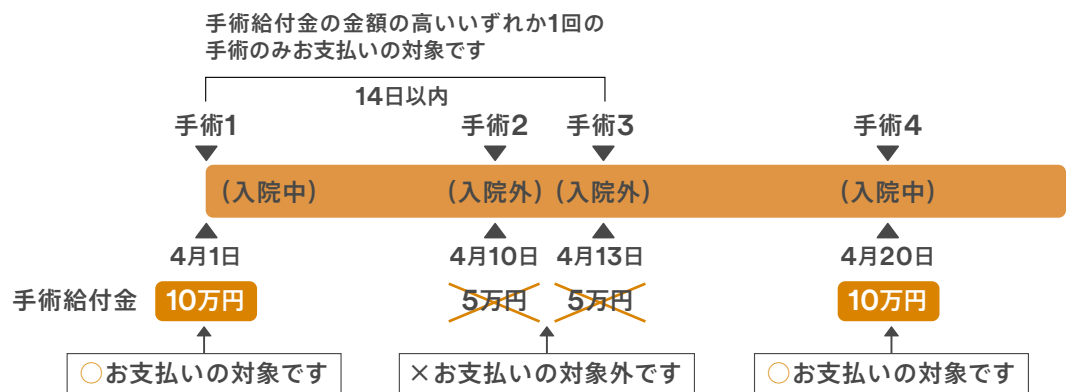 手術給付金の金額の高いいずれか1回の
手術のみお支払いの対象です
14日以内
手術1 手術2 手術3 手術4
(入院中) (入院外) (入院外) (入院中)
4月1日 4月10日 4月13日 4月20日
手術給付金 10万円 5万円 5万円 10万円
○お支払いの対象です ×お支払いの対象外です ○お支払いの対象です